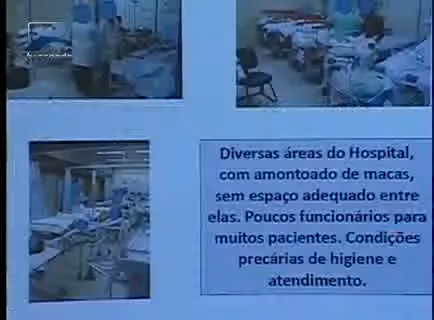 Diversas áreas do Hospital,
com amontoado de macas,
sem espaço adequado entre
elas. Poucos funcionários para
muitos pacientes. Condições
precárias de higiene e
atendimento.